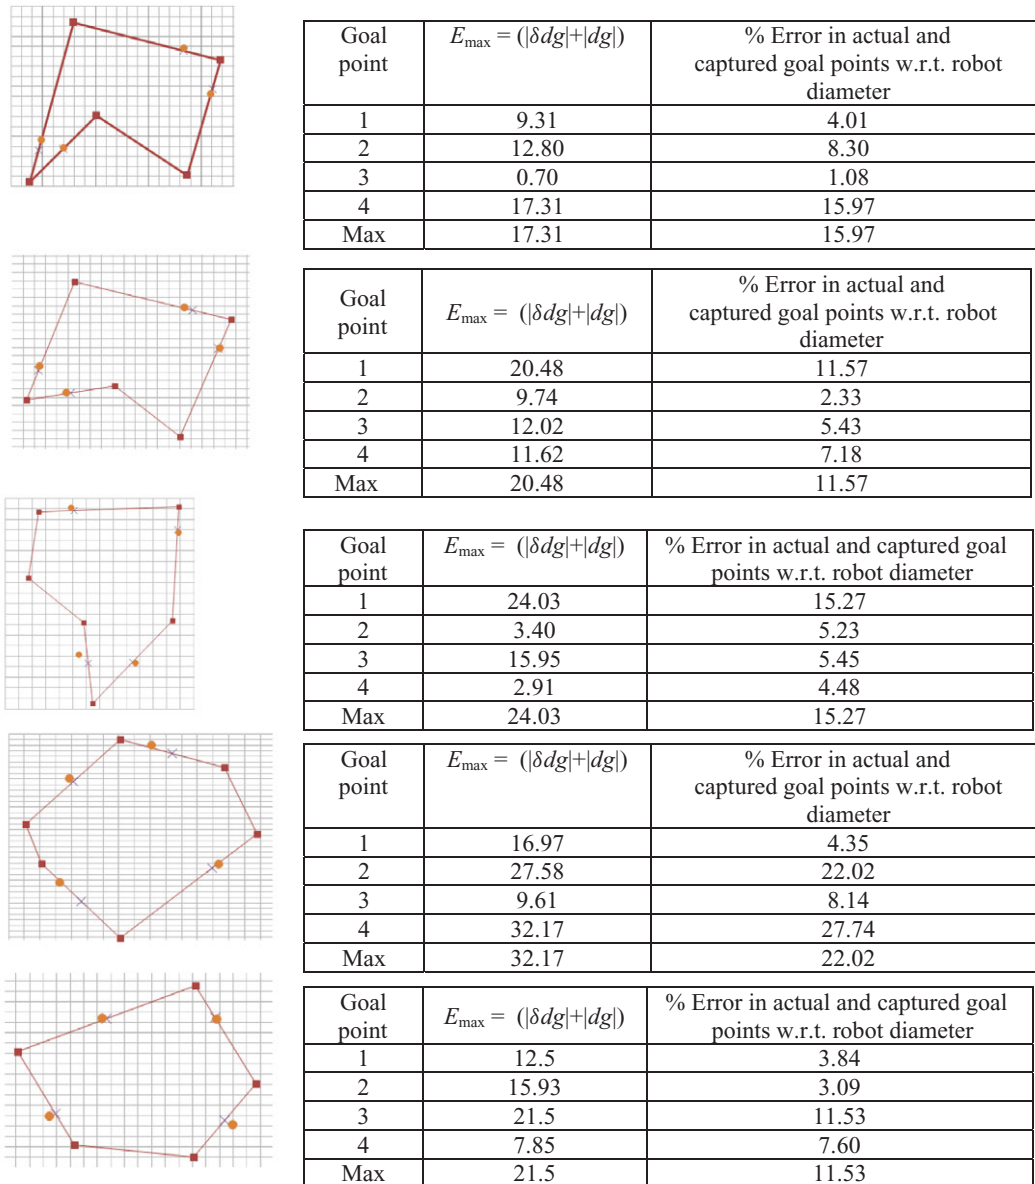 Goal point E_max = (|δdg|+|dg|) % Error in actual and captured goal points w.r.t. robot diameter
1 9.31 4.01
2 12.80 8.30
3 0.70 1.08
4 17.31 15.97
Max 17.31 15.97
Goal point E_max = (|δdg|+|dg|) % Error in actual and captured goal points w.r.t. robot diameter
1 20.48 11.57
2 9.74 2.33
3 12.02 5.43
4 11.62 7.18
Max 20.48 11.57
Goal point E_max = (|δdg|+|dg|) % Error in actual and captured goal points w.r.t. robot diameter
1 24.03 15.27
2 3.40 5.23
3 15.95 5.45
4 2.91 4.48
Max 24.03 15.27
Goal point E_max = (|δdg|+|dg|) % Error in actual and captured goal points w.r.t. robot diameter
1 16.97 4.35
2 27.58 22.02
3 9.61 8.14
4 32.17 27.74
Max 32.17 22.02
Goal point E_max = (|δdg|+|dg|) % Error in actual and captured goal points w.r.t. robot diameter
1 12.5 3.84
2 15.93 3.09
3 21.5 11.53
4 7.85 7.60
Max 21.5 11.53